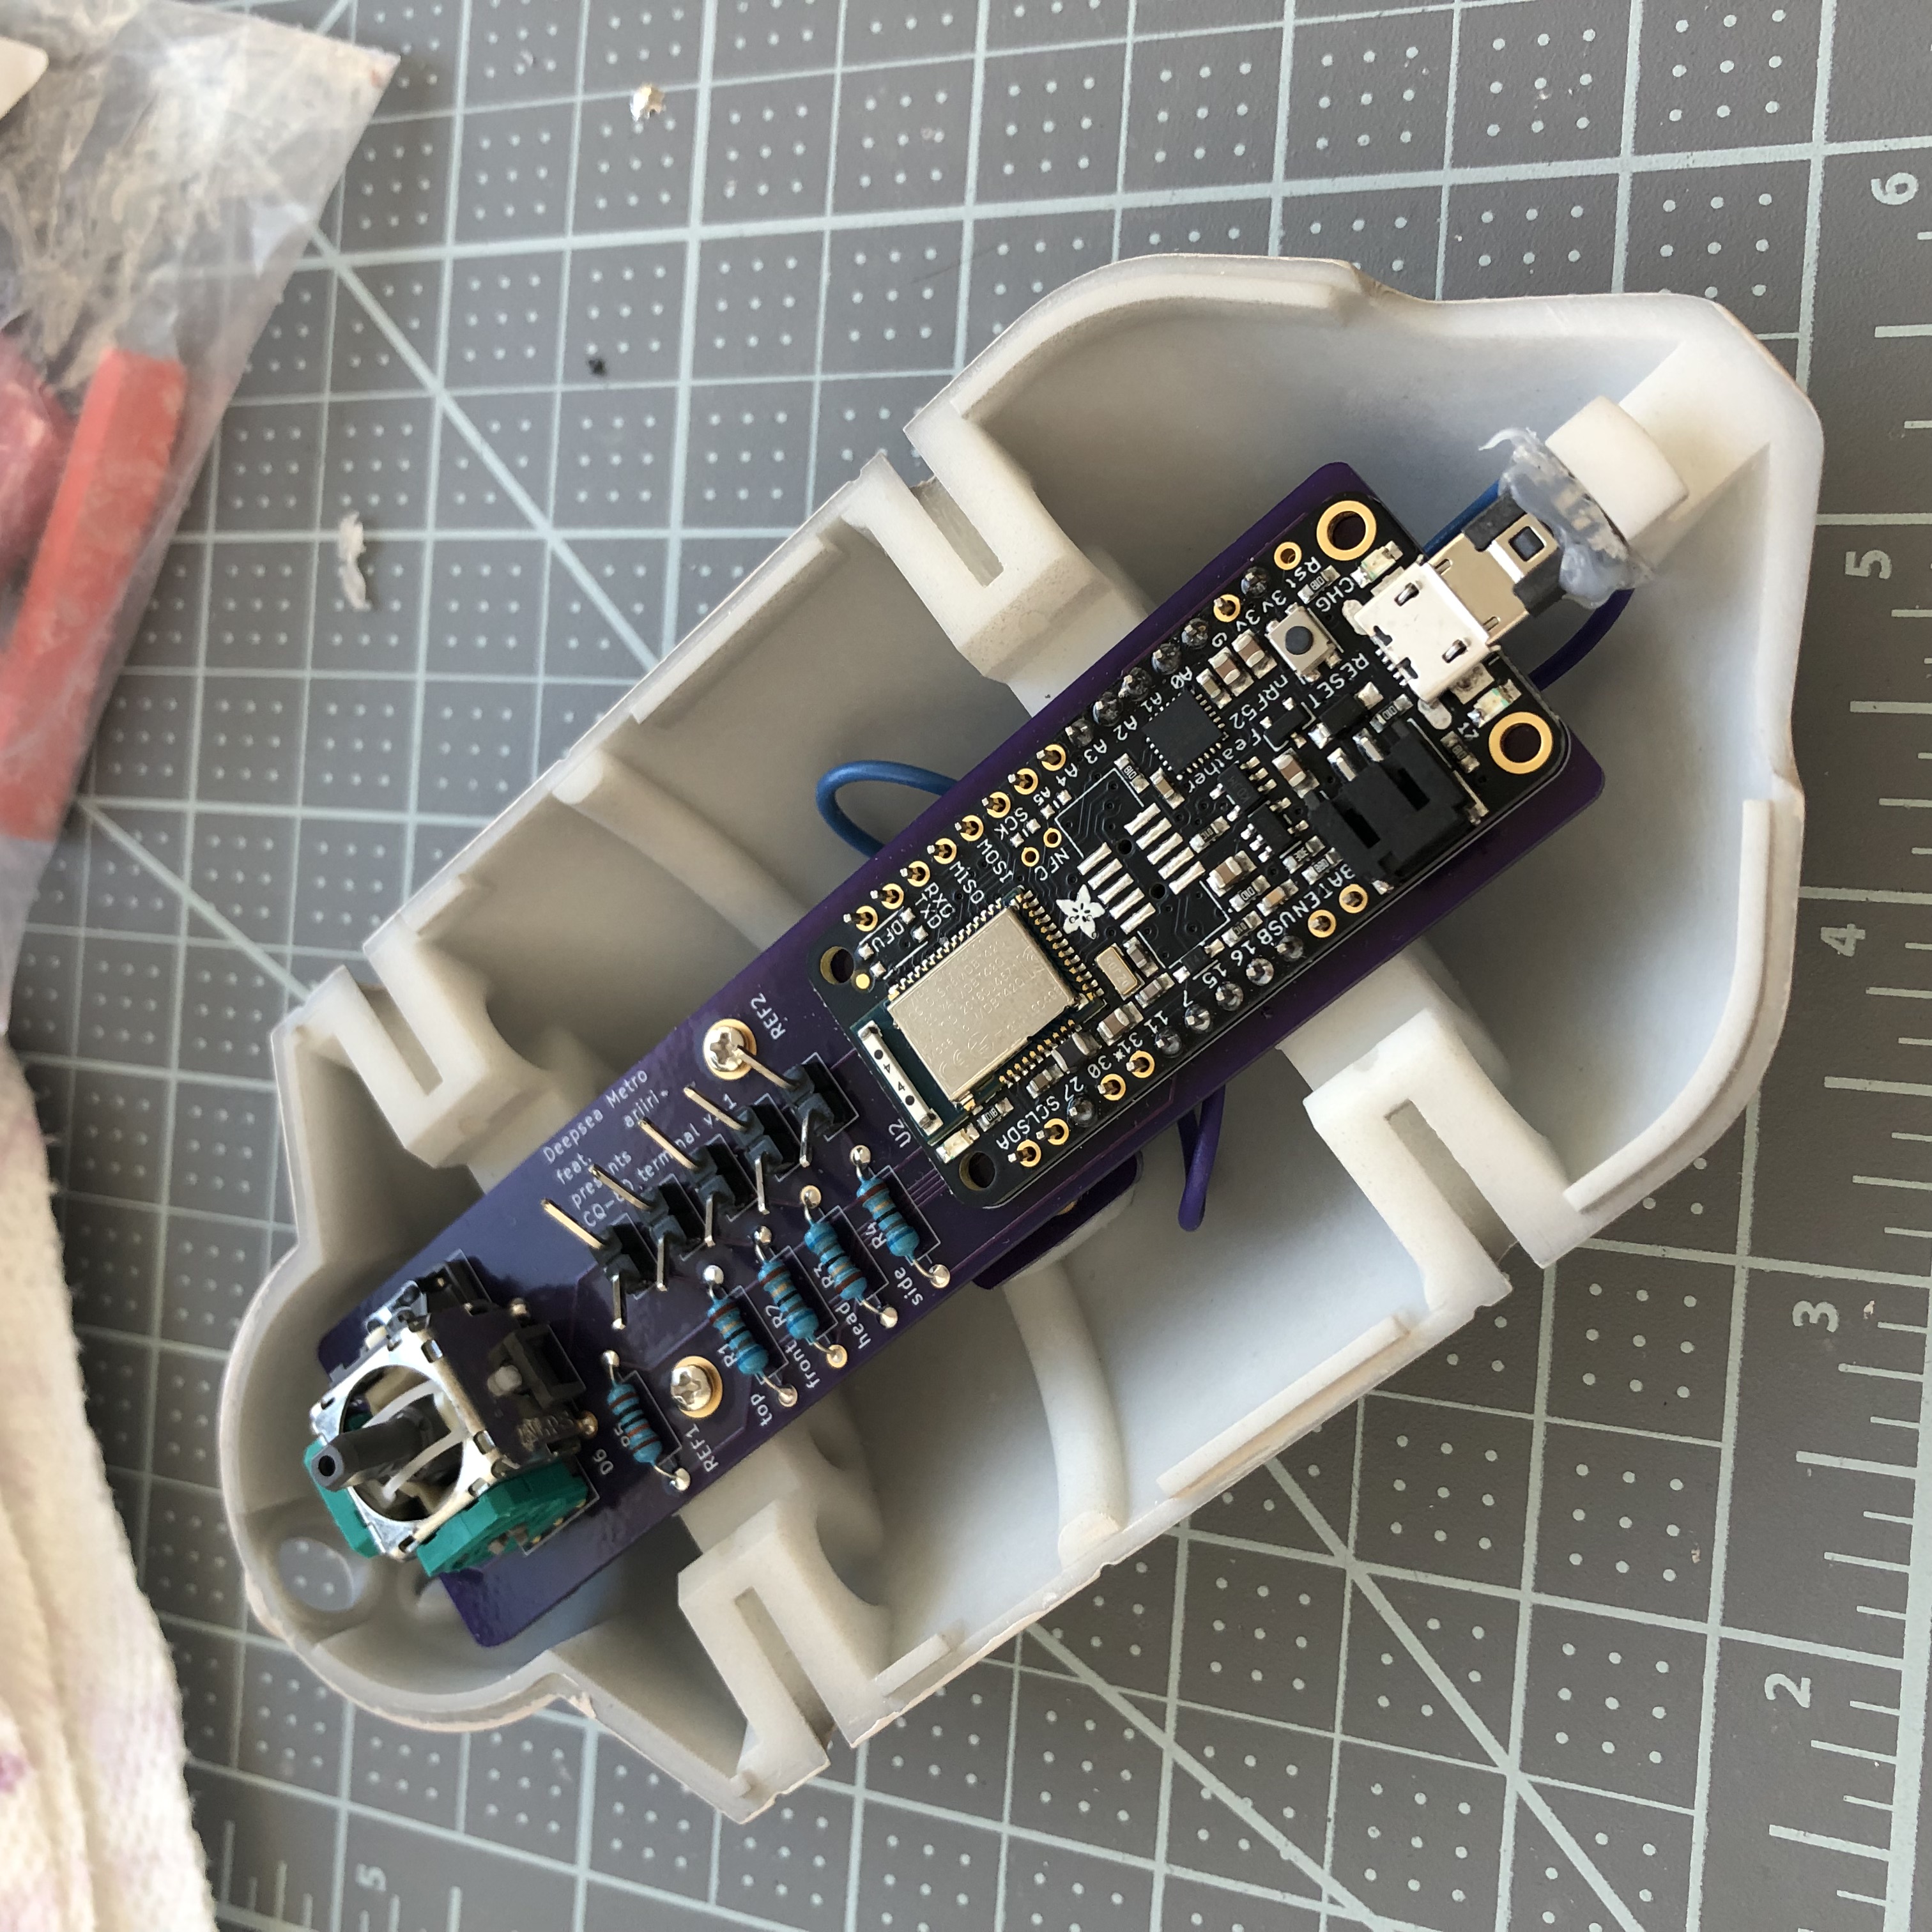 5
Deepsea Metro
feat. ariiri
presents
CQ-80 terminal v1.1
D6
R5
REF1
R1
top
R2
front
R3
head
R4
side
REF2
U2
DFU
RXD
TXD
MISO
MOSI
SCK
A5
A4
A3
A2
A1
A0
G
3v
3v
Rst
NFC
SDA
SCL
27
30
31*
11
7
15
16
USB
EN
BAT
nRF52 Feather
RESET
CHG
17
2
3
4
5
6